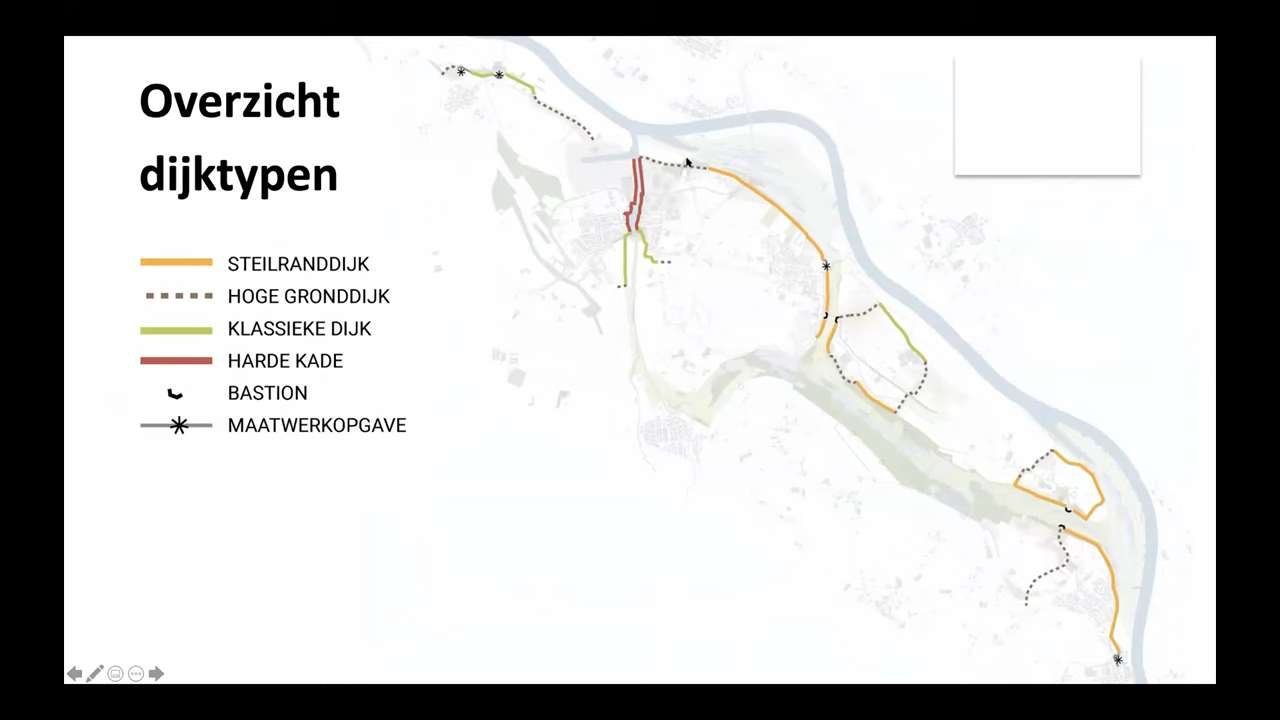 Overzicht
dijktypen
STEILRANDDIJK
HOGE GRONDDIJK
KLASSIEKE DIJK
HARDE KADE
BASTION
MAATWERKOPGAVE